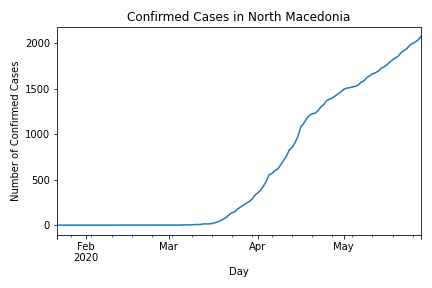 Confirmed Cases in North Macedonia
Number of Confirmed Cases
2000
1500
1000
500
0
Feb Mar Apr May
2020
Day